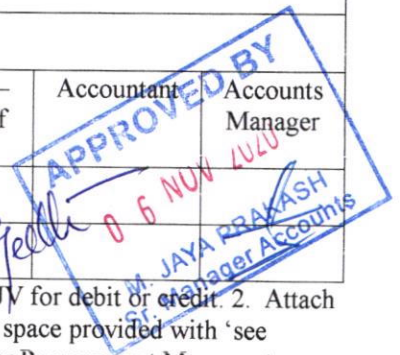 Accountant
Accounts Manager
APPROVED BY
0 6 NOV 2020
M. JAYA PRAKASH
Sr. Manager Accounts
V for debit or credit. 2. Attach
space provided with ‘see